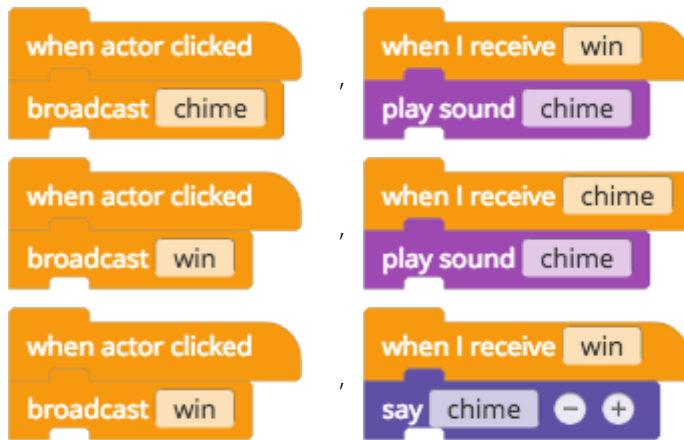 when actor clicked
broadcast chime
,
when I receive win
play sound chime
when actor clicked
broadcast win
,
when I receive chime
play sound chime
when actor clicked
broadcast win
,
when I receive win
say chime − +